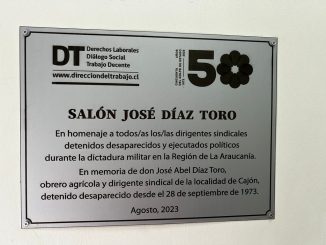 DT Derechos Laborales
Diálogo Social
Trabajo Decente
www.direcciondeltrabajo.cl
50
SALÓN JOSÉ DÍAZ TORO
En homenaje a todos/as los/las dirigentes sindicales
detenidos desaparecidos y ejecutados políticos
durante la dictadura militar en la Región de La Araucanía.
En memoria de don José Abel Díaz Toro,
obrero agrícola y dirigente sindical de la localidad de Cajón,
detenido desaparecido desde el 28 de septiembre de 1973.
Agosto, 2023